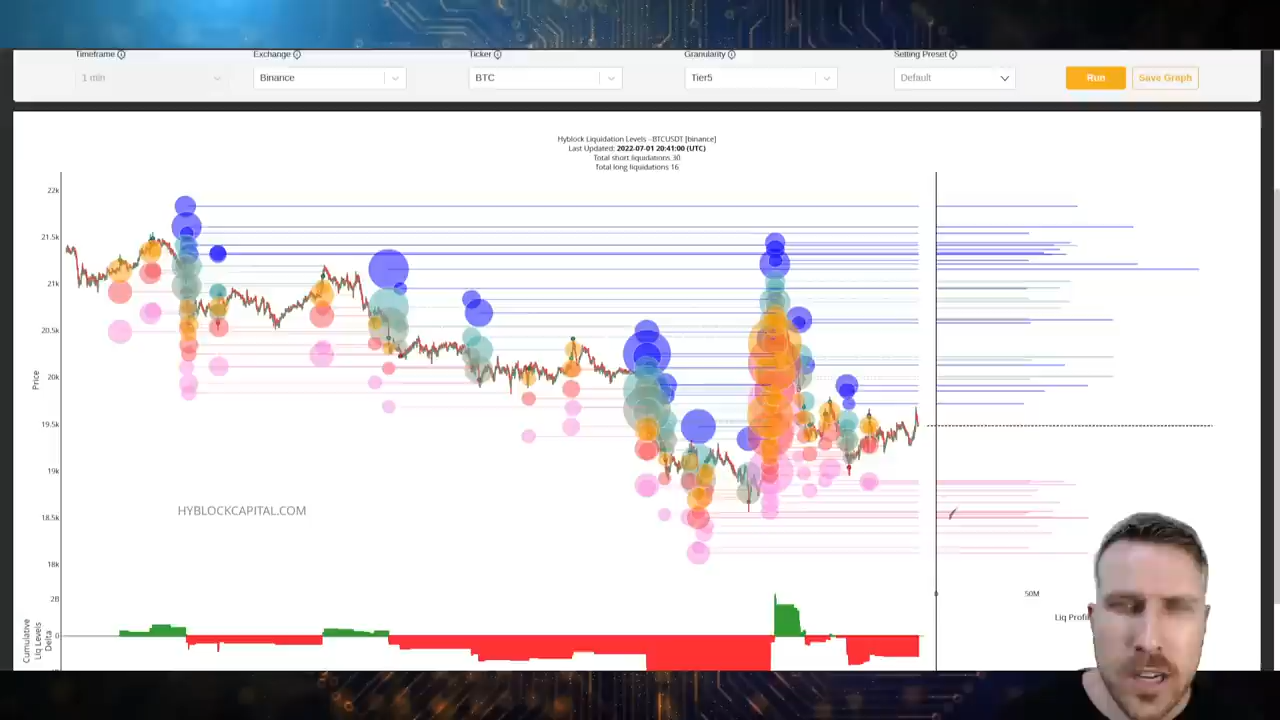 Timeframe Exchange Ticker Granularity Setting Preset
1 min Binance BTC Tier5 Default Run Save Graph
Hyblock Liquidation Levels - BTCUSDT [binance]
Last Updated: 2022-07-01 20:41:00 (UTC)
Total short liquidations 30
Total long liquidations 16
22k
21.5k
21k
20.5k
20k
19.5k
19k
18.5k
18k
Price
HYBLOCKCAPITAL.COM
2B
0
Cumulative
Liq Levels
Delta
0 50M